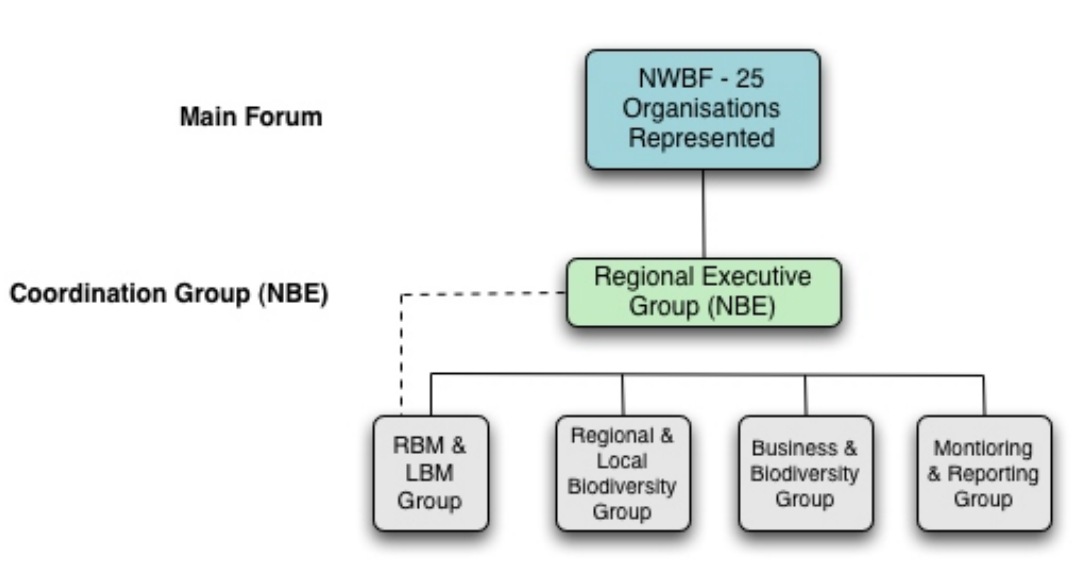 Main Forum
NWBF - 25
Organisations
Represented
Coordination Group (NBE)
Regional Executive
Group (NBE)
RBM &
LBM
Group
Regional &
Local
Biodiversity
Group
Business &
Biodiversity
Group
Montioring
& Reporting
Group